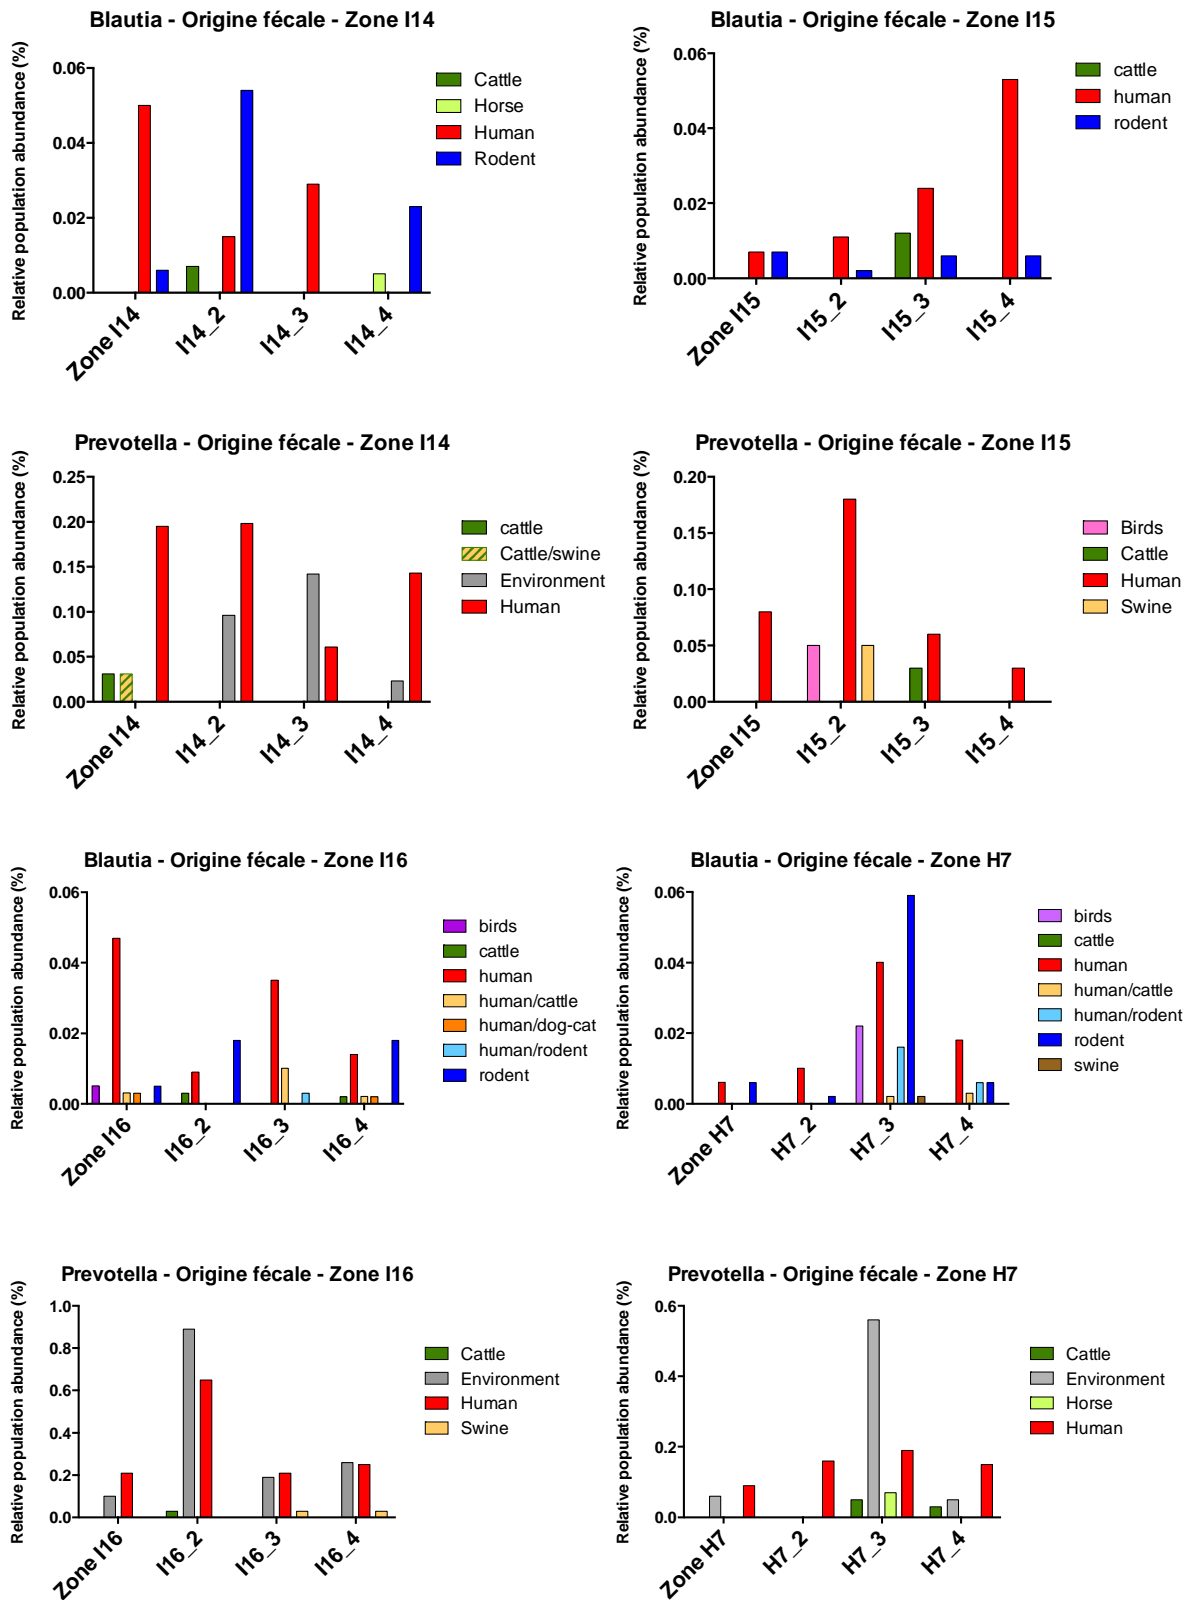 Blautia - Origine fécale - Zone I14
Relative population abundance (%)
0.06
0.04
0.02
0.00
Zone I14
I14_2
I14_3
I14_4
Cattle
Horse
Human
Rodent
Blautia - Origine fécale - Zone I15
Relative population abundance (%)
0.06
0.04
0.02
0.00
Zone I15
I15_2
I15_3
I15_4
cattle
human
rodent
Prevotella - Origine fécale - Zone I14
Relative population abundance (%)
0.25
0.20
0.15
0.10
0.05
0.00
Zone I14
I14_2
I14_3
I14_4
cattle
Cattle/swine
Environment
Human
Prevotella - Origine fécale - Zone I15
Relative population abundance (%)
0.20
0.15
0.10
0.05
0.00
Zone I15
I15_2
I15_3
I15_4
Birds
Cattle
Human
Swine
Blautia - Origine fécale - Zone I16
Relative population abundance (%)
0.06
0.04
0.02
0.00
Zone I16
I16_2
I16_3
I16_4
birds
cattle
human
human/cattle
human/dog-cat
human/rodent
rodent
Blautia - Origine fécale - Zone H7
Relative population abundance (%)
0.06
0.04
0.02
0.00
Zone H7
H7_2
H7_3
H7_4
birds
cattle
human
human/cattle
human/rodent
rodent
swine
Prevotella - Origine fécale - Zone I16
Relative population abundance (%)
1.0
0.8
0.6
0.4
0.2
0.0
Zone I16
I16_2
I16_3
I16_4
Cattle
Environment
Human
Swine
Prevotella - Origine fécale - Zone H7
Relative population abundance (%)
0.6
0.4
0.2
0.0
Zone H7
H7_2
H7_3
H7_4
Cattle
Environment
Horse
Human